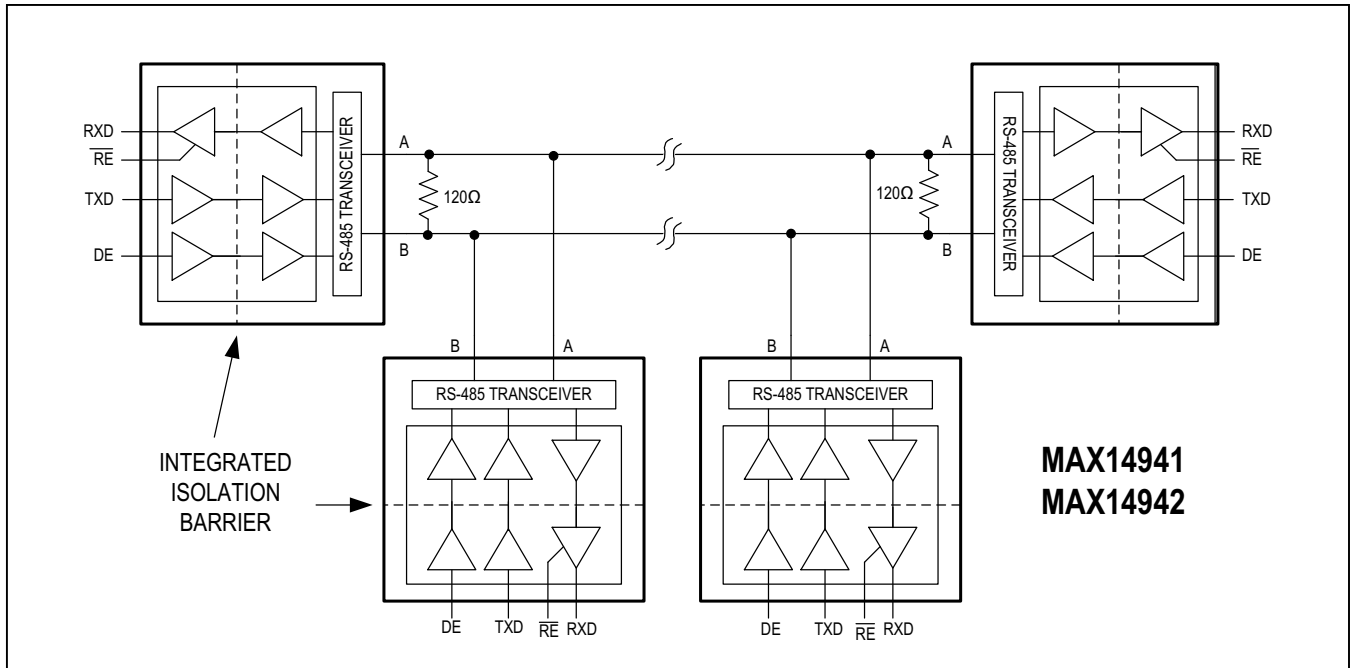 RXD
RE
TXD
DE
RS-485 TRANSCEIVER
A
B
120Ω
120Ω
A
B
RS-485 TRANSCEIVER
RXD
RE
TXD
DE
INTEGRATED
ISOLATION
BARRIER
B A
RS-485 TRANSCEIVER
DE TXD RE RXD
B A
RS-485 TRANSCEIVER
DE TXD RE RXD
MAX14941
MAX14942